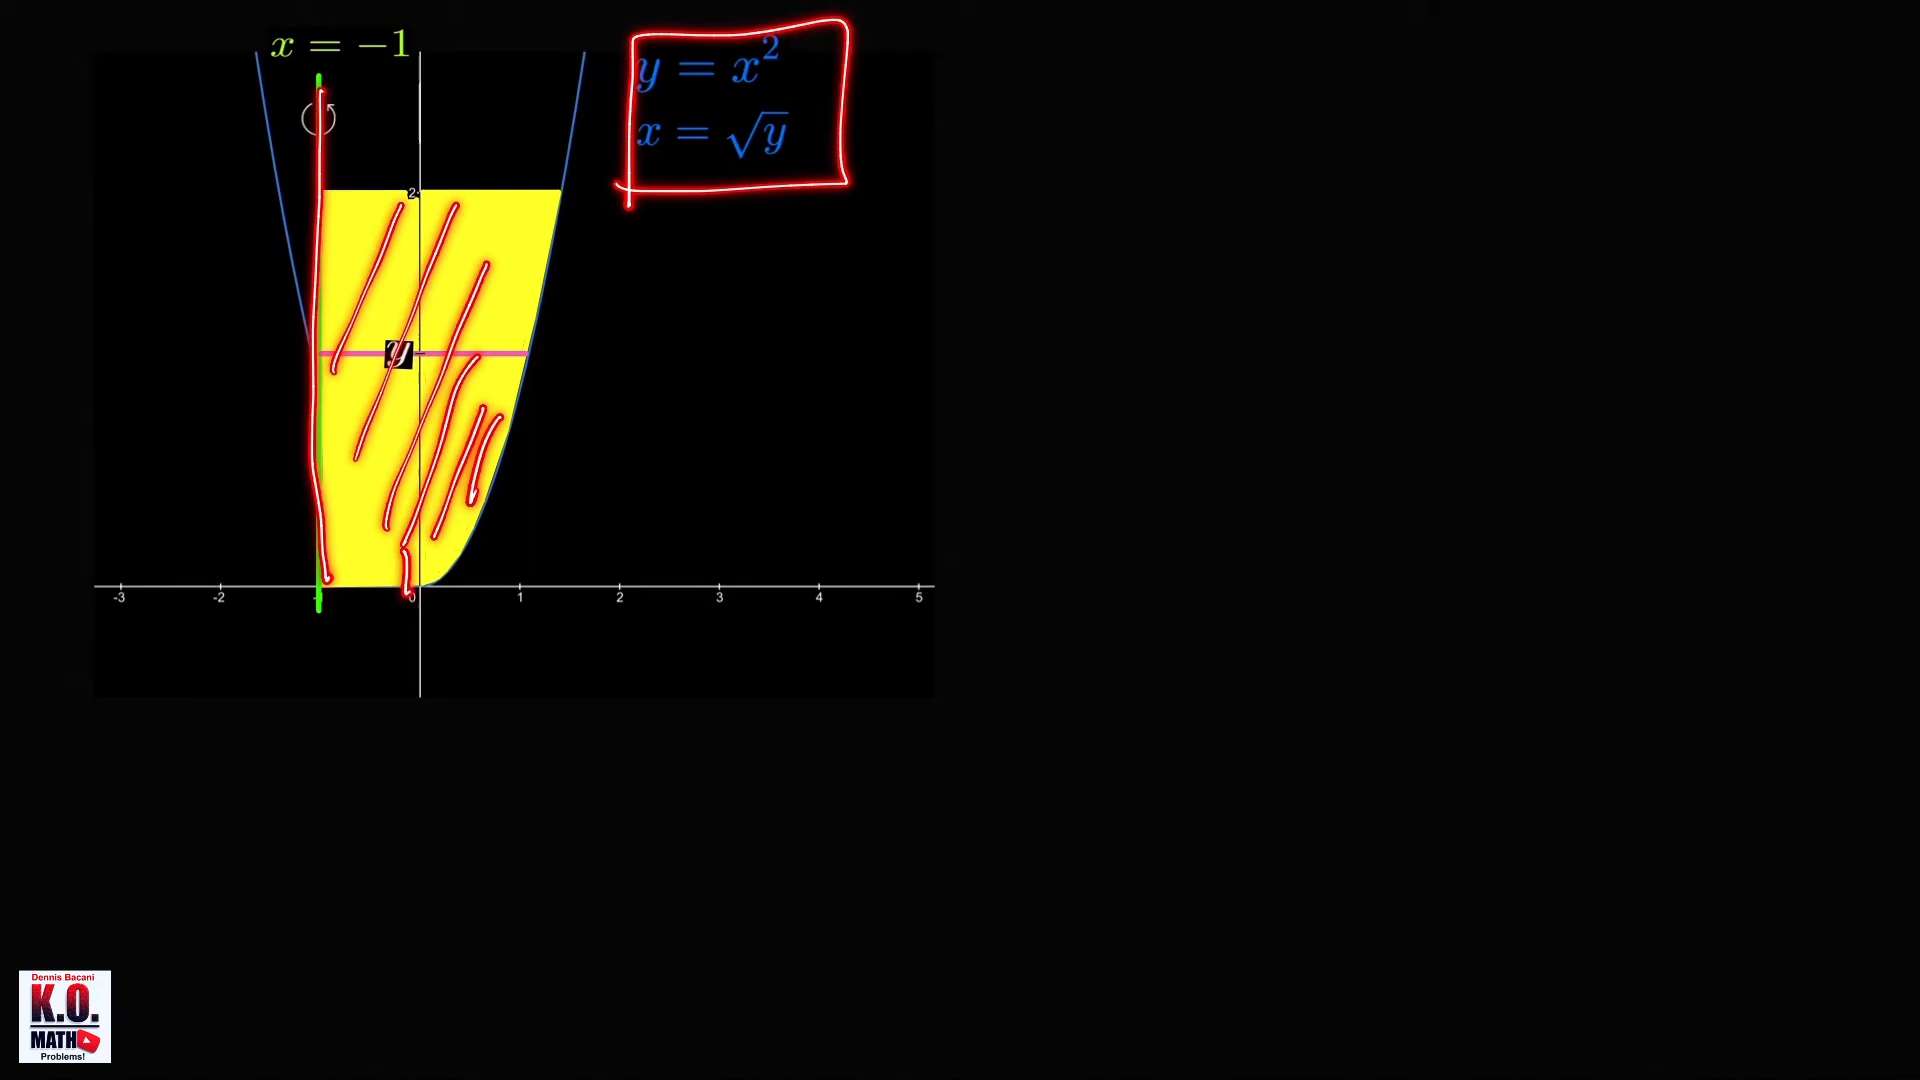 x = −1
y = x²
x = √y
2
y
-3 -2 - 0 1 2 3 4 5
Dennis Bacani
K.O.
MATH
Problems!